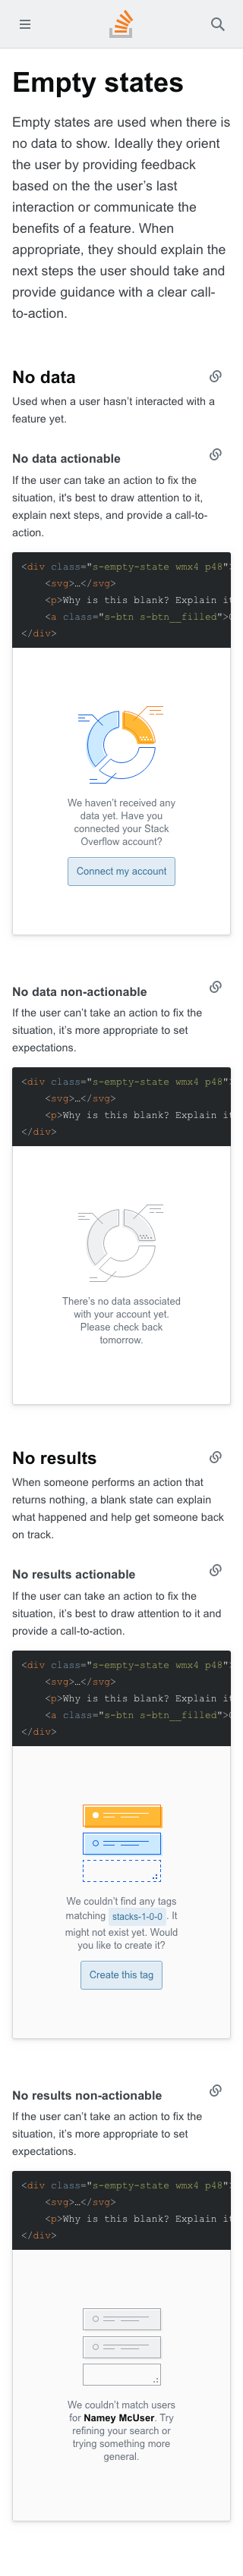 Empty states
Empty states are used when there is
no data to show. Ideally they orient
the user by providing feedback
based on the the user’s last
interaction or communicate the
benefits of a feature. When
appropriate, they should explain the
next steps the user should take and
provide guidance with a clear call-
to-action.
No data
Used when a user hasn’t interacted with a
feature yet.
No data actionable
If the user can take an action to fix the
situation, it's best to draw attention to it,
explain next steps, and provide a call-to-
action.
<div class="s-empty-state wmx4 p48">
<svg>…</svg>
<p>Why is this blank? Explain it
<a class="s-btn s-btn__filled">
</div>
We haven’t received any
data yet. Have you
connected your Stack
Overflow account?
Connect my account
No data non-actionable
If the user can’t take an action to fix the
situation, it’s more appropriate to set
expectations.
<div class="s-empty-state wmx4 p48">
<svg>…</svg>
<p>Why is this blank? Explain it
</div>
There’s no data associated
with your account yet.
Please check back
tomorrow.
No results
When someone performs an action that
returns nothing, a blank state can explain
what happened and help get someone back
on track.
No results actionable
If the user can take an action to fix the
situation, it’s best to draw attention to it and
provide a call-to-action.
<div class="s-empty-state wmx4 p48">
<svg>…</svg>
<p>Why is this blank? Explain it
<a class="s-btn s-btn__filled">
</div>
We couldn’t find any tags
matching stacks-1-0-0 . It
might not exist yet. Would
you like to create it?
Create this tag
No results non-actionable
If the user can’t take an action to fix the
situation, it’s more appropriate to set
expectations.
<div class="s-empty-state wmx4 p48">
<svg>…</svg>
<p>Why is this blank? Explain it
</div>
We couldn’t match users
for Namey McUser. Try
refining your search or
trying something more
general.